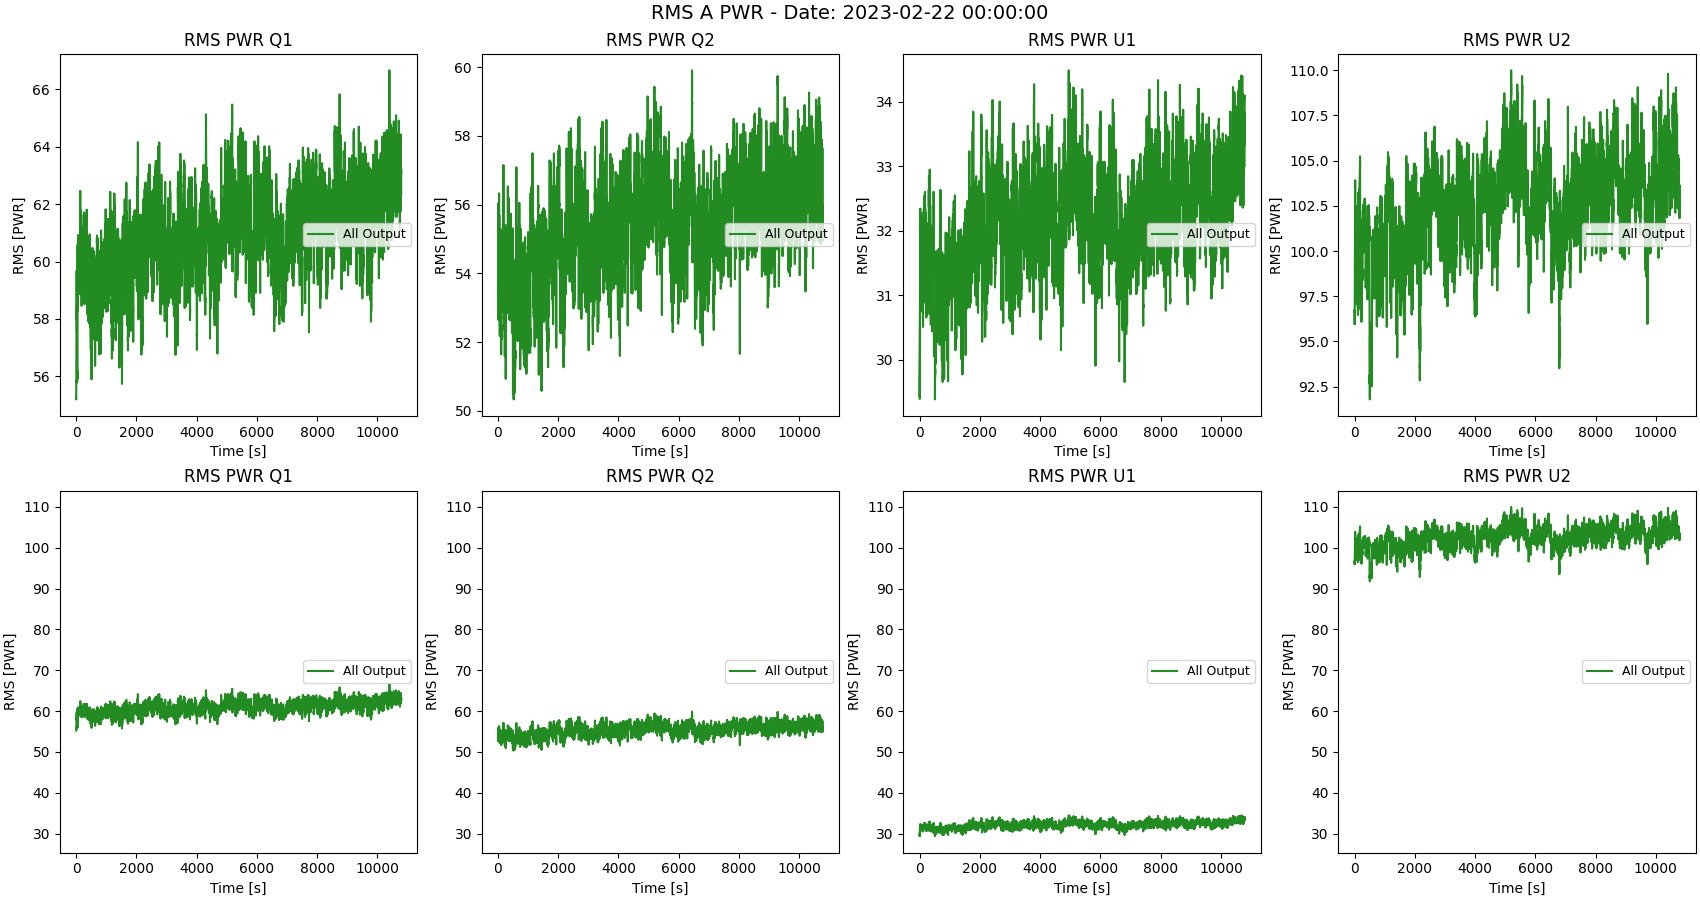 RMS A PWR - Date: 2023-02-22 00:00:00
RMS PWR Q1
RMS [PWR]
66
64
62
60
58
56
0 2000 4000 6000 8000 10000
Time [s]
All Output
RMS PWR Q2
RMS [PWR]
60
58
56
54
52
50
0 2000 4000 6000 8000 10000
Time [s]
All Output
RMS PWR U1
RMS [PWR]
34
33
32
31
30
0 2000 4000 6000 8000 10000
Time [s]
All Output
RMS PWR U2
RMS [PWR]
110.0
107.5
105.0
102.5
100.0
97.5
95.0
92.5
0 2000 4000 6000 8000 10000
Time [s]
All Output
RMS PWR Q1
RMS [PWR]
110
100
90
80
70
60
50
40
30
0 2000 4000 6000 8000 10000
Time [s]
All Output
RMS PWR Q2
RMS [PWR]
110
100
90
80
70
60
50
40
30
0 2000 4000 6000 8000 10000
Time [s]
All Output
RMS PWR U1
RMS [PWR]
110
100
90
80
70
60
50
40
30
0 2000 4000 6000 8000 10000
Time [s]
All Output
RMS PWR U2
RMS [PWR]
110
100
90
80
70
60
50
40
30
0 2000 4000 6000 8000 10000
Time [s]
All Output